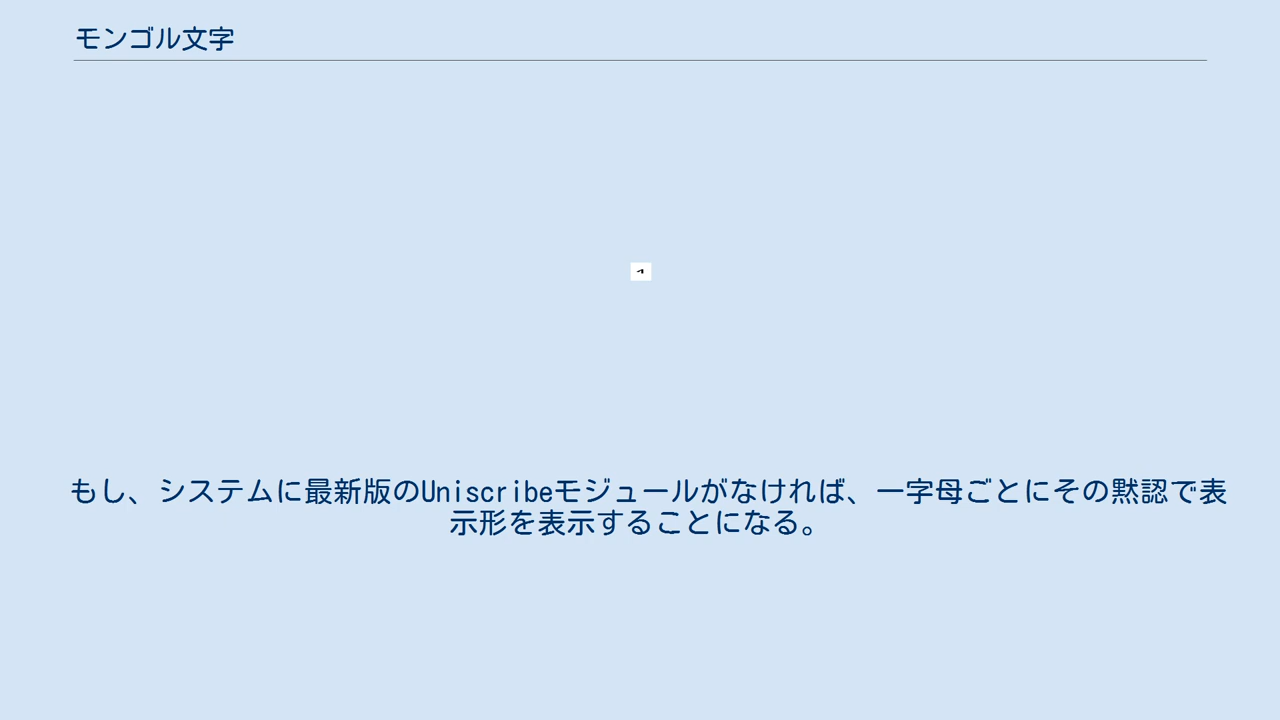 モンゴル文字
もし、システムに最新版のUniscribeモジュールがなければ、一字母ごとにその黙認で表
示形を表示することになる。